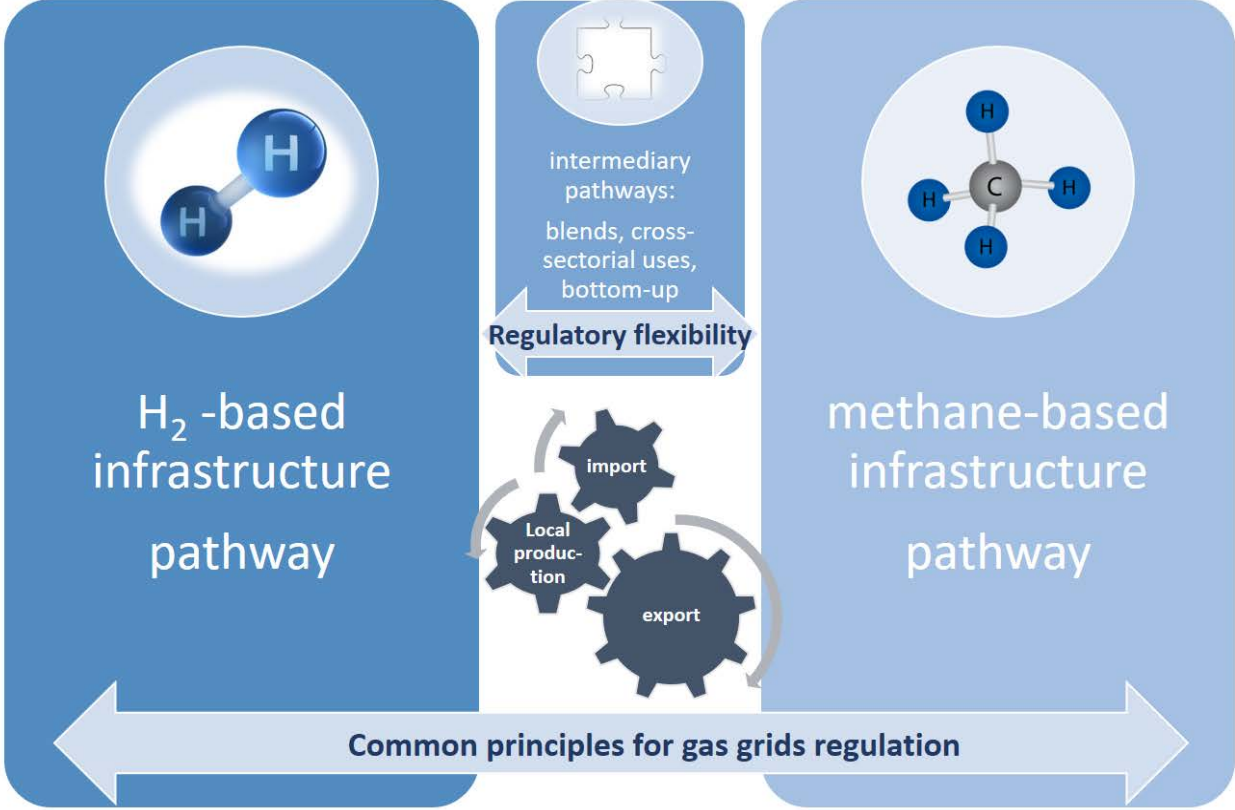 H
H
H₂ -based
infrastructure
pathway
intermediary
pathways:
blends, cross-
sectorial uses,
bottom-up
Regulatory flexibility
import
Local
produc-
tion
export
H
H
C
H
H
methane-based
infrastructure
pathway
Common principles for gas grids regulation